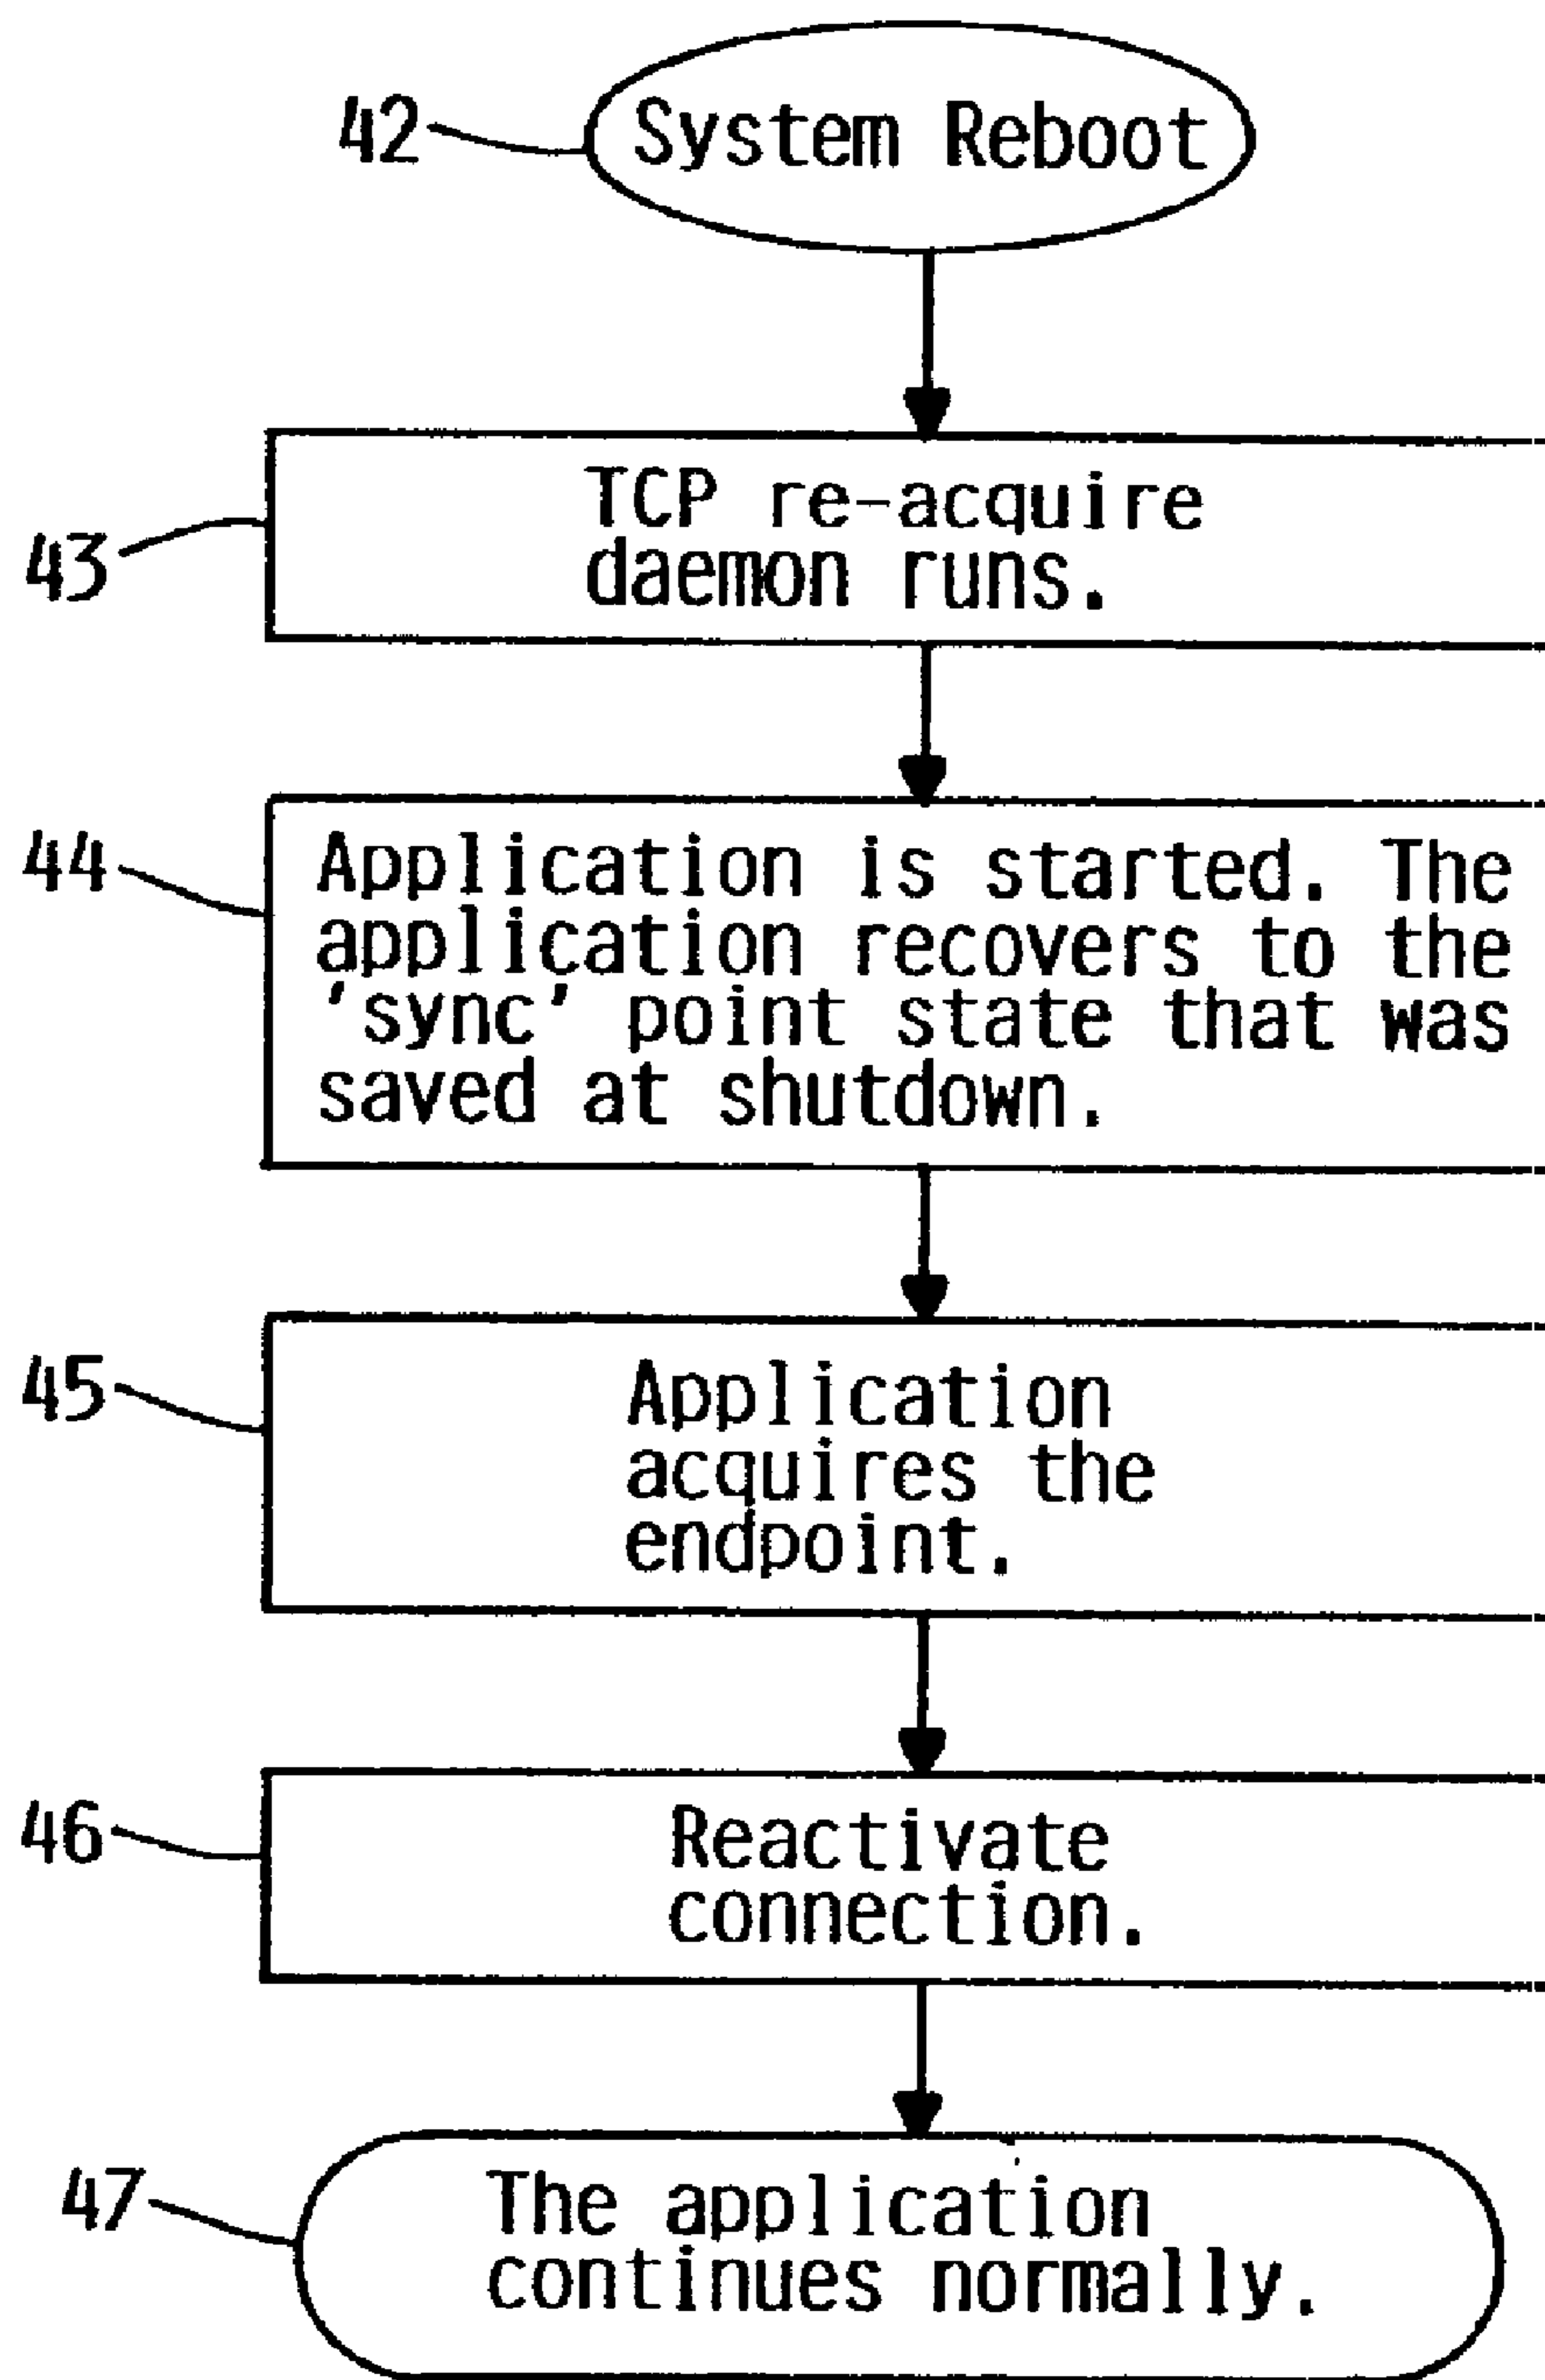 42
System Reboot
43
TCP re-acquire
daemon runs.
44
Application is started. The
application recovers to the
'sync' point state that was
saved at shutdown.
45
Application
acquires the
endpoint.
46
Reactivate
connection.
47
The application
continues normally.